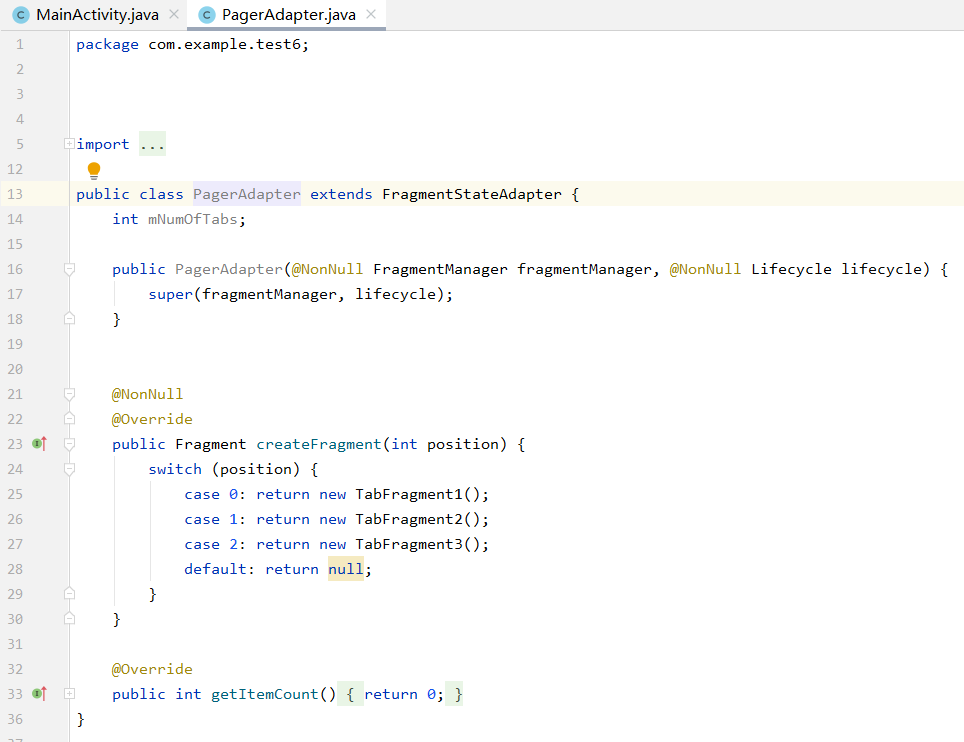 MainActivity.java PagerAdapter.java
1 package com.example.test6;
2
3
4
5 import ...
12
13 public class PagerAdapter extends FragmentStateAdapter {
14     int mNumOfTabs;
15
16     public PagerAdapter(@NonNull FragmentManager fragmentManager, @NonNull Lifecycle lifecycle) {
17         super(fragmentManager, lifecycle);
18     }
19
20
21     @NonNull
22     @Override
23     public Fragment createFragment(int position) {
24         switch (position) {
25             case 0: return new TabFragment1();
26             case 1: return new TabFragment2();
27             case 2: return new TabFragment3();
28             default: return null;
29         }
30     }
31
32     @Override
33     public int getItemCount() { return 0; }
36 }